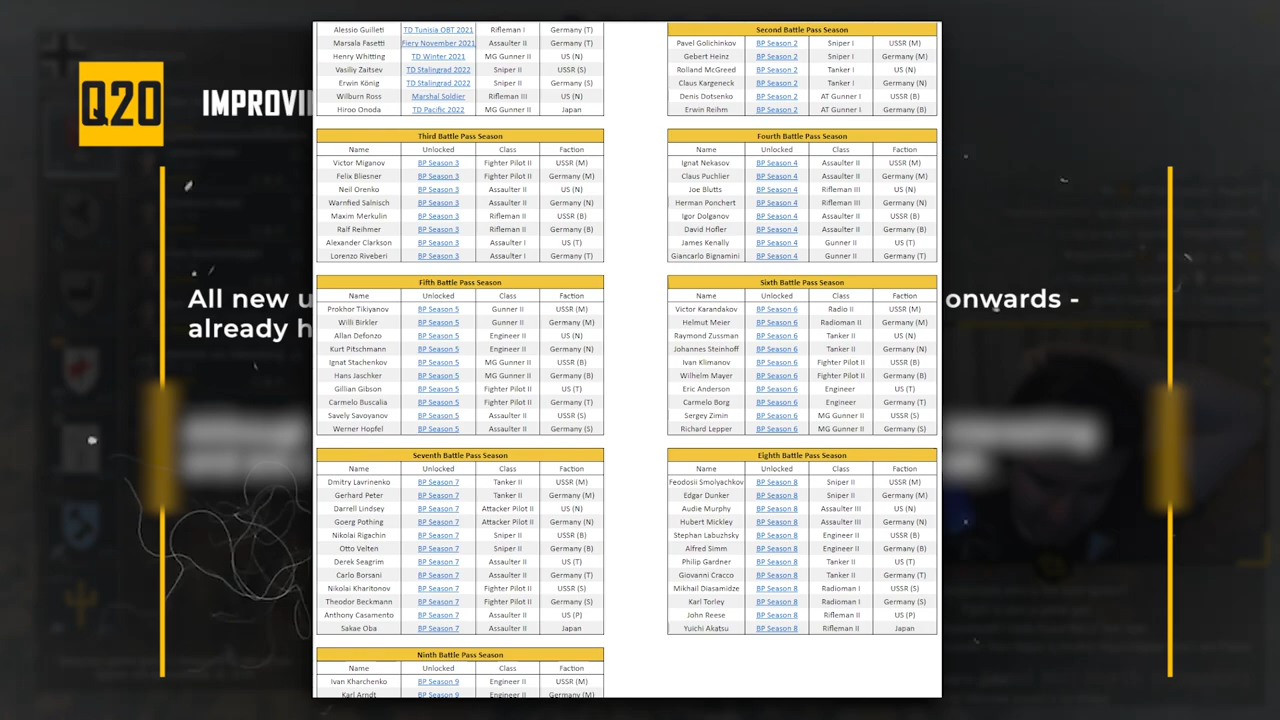 Q20
IMPROVI
All new u
already h
onwards -
Alessio Guilleti TD Tunisia OBT 2021 Rifleman I Germany (T)
Marsala Fasetti Fiery November 2021 Assaulter II Germany (T)
Henry Whitting TD Winter 2021 MG Gunner II US (N)
Vasiliy Zaitsev TD Stalingrad 2022 Sniper II USSR (S)
Erwin König TD Stalingrad 2022 Sniper II Germany (S)
Wilburn Ross Marshal Soldier Rifleman III US (N)
Hiroo Onoda TD Pacific 2022 MG Gunner II Japan
Second Battle Pass Season
Pavel Golichinkov BP Season 2 Sniper I USSR (M)
Gebert Heinz BP Season 2 Sniper I Germany (M)
Rolland McGreed BP Season 2 Tanker I US (N)
Claus Kargeneck BP Season 2 Tanker I Germany (N)
Denis Dotsenko BP Season 2 AT Gunner I USSR (B)
Erwin Reihm BP Season 2 AT Gunner I Germany (B)
Third Battle Pass Season
Name Unlocked Class Faction
Victor Miganov BP Season 3 Fighter Pilot II USSR (M)
Felix Bliesner BP Season 3 Fighter Pilot II Germany (M)
Neil Orenko BP Season 3 Assaulter II US (N)
Warnfied Salnisch BP Season 3 Assaulter II Germany (N)
Maxim Merkulin BP Season 3 Rifleman II USSR (B)
Ralf Reihmer BP Season 3 Rifleman II Germany (B)
Alexander Clarkson BP Season 3 Assaulter I US (T)
Lorenzo Riveberi BP Season 3 Assaulter I Germany (T)
Fourth Battle Pass Season
Name Unlocked Class Faction
Ignat Nekasov BP Season 4 Assaulter II USSR (M)
Claus Puchlier BP Season 4 Assaulter II Germany (M)
Joe Blutts BP Season 4 Rifleman III US (N)
Herman Ponchert BP Season 4 Rifleman III Germany (N)
Igor Dolganov BP Season 4 Assaulter II USSR (B)
David Hofler BP Season 4 Assaulter II Germany (B)
James Kenally BP Season 4 Gunner II US (T)
Giancarlo Bignamini BP Season 4 Gunner II Germany (T)
Fifth Battle Pass Season
Name Unlocked Class Faction
Prokhor Tikiyanov BP Season 5 Gunner II USSR (M)
Willi Birkler BP Season 5 Gunner II Germany (M)
Allan Defonzo BP Season 5 Engineer II US (N)
Kurt Pitschmann BP Season 5 Engineer II Germany (N)
Ignat Stachenkov BP Season 5 MG Gunner II USSR (B)
Hans Jaschker BP Season 5 MG Gunner II Germany (B)
Gillian Gibson BP Season 5 Fighter Pilot II US (T)
Carmelo Buscalia BP Season 5 Fighter Pilot II Germany (T)
Savely Savoyanov BP Season 5 Assaulter II USSR (S)
Werner Hopfel BP Season 5 Assaulter II Germany (S)
Sixth Battle Pass Season
Name Unlocked Class Faction
Victor Karandakov BP Season 6 Radio II USSR (M)
Helmut Meier BP Season 6 Radioman II Germany (M)
Raymond Zussman BP Season 6 Tanker II US (N)
Johannes Steinhoff BP Season 6 Tanker II Germany (N)
Ivan Klimanov BP Season 6 Fighter Pilot II USSR (B)
Wilhelm Mayer BP Season 6 Fighter Pilot II Germany (B)
Eric Anderson BP Season 6 Engineer US (T)
Carmelo Borg BP Season 6 Engineer Germany (T)
Sergey Zimin BP Season 6 MG Gunner II USSR (S)
Richard Lepper BP Season 6 MG Gunner II Germany (S)
Seventh Battle Pass Season
Name Unlocked Class Faction
Dmitry Lavrinenko BP Season 7 Tanker II USSR (M)
Gerhard Peter BP Season 7 Tanker II Germany (M)
Darrell Lindsey BP Season 7 Attacker Pilot II US (N)
Goerg Pothing BP Season 7 Attacker Pilot II Germany (N)
Nikolai Rigachin BP Season 7 Sniper II USSR (B)
Otto Velten BP Season 7 Sniper II Germany (B)
Derek Seagrim BP Season 7 Assaulter II US (T)
Carlo Borsani BP Season 7 Assaulter II Germany (T)
Nikolai Kharitonov BP Season 7 Fighter Pilot II USSR (S)
Theodor Beckmann BP Season 7 Fighter Pilot II Germany (S)
Anthony Casamento BP Season 7 Assaulter II US (P)
Sakae Oba BP Season 7 Assaulter II Japan
Eighth Battle Pass Season
Name Unlocked Class Faction
Feodosii Smolyachkov BP Season 8 Sniper II USSR (M)
Edgar Dunker BP Season 8 Sniper II Germany (M)
Audie Murphy BP Season 8 Assaulter III US (N)
Hubert Mickley BP Season 8 Assaulter III Germany (N)
Stephan Labuzhsky BP Season 8 Engineer II USSR (B)
Alfred Simm BP Season 8 Engineer II Germany (B)
Philip Gardner BP Season 8 Tanker II US (T)
Giovanni Cracco BP Season 8 Tanker II Germany (T)
Mikhail Diasamidze BP Season 8 Radioman I USSR (S)
Karl Torley BP Season 8 Radioman I Germany (S)
John Reese BP Season 8 Rifleman II US (P)
Yuichi Akatsu BP Season 8 Rifleman II Japan
Ninth Battle Pass Season
Name Unlocked Class Faction
Ivan Kharchenko BP Season 9 Engineer II USSR (M)
Karl Arndt BP Season 9 Engineer II Germany (M)